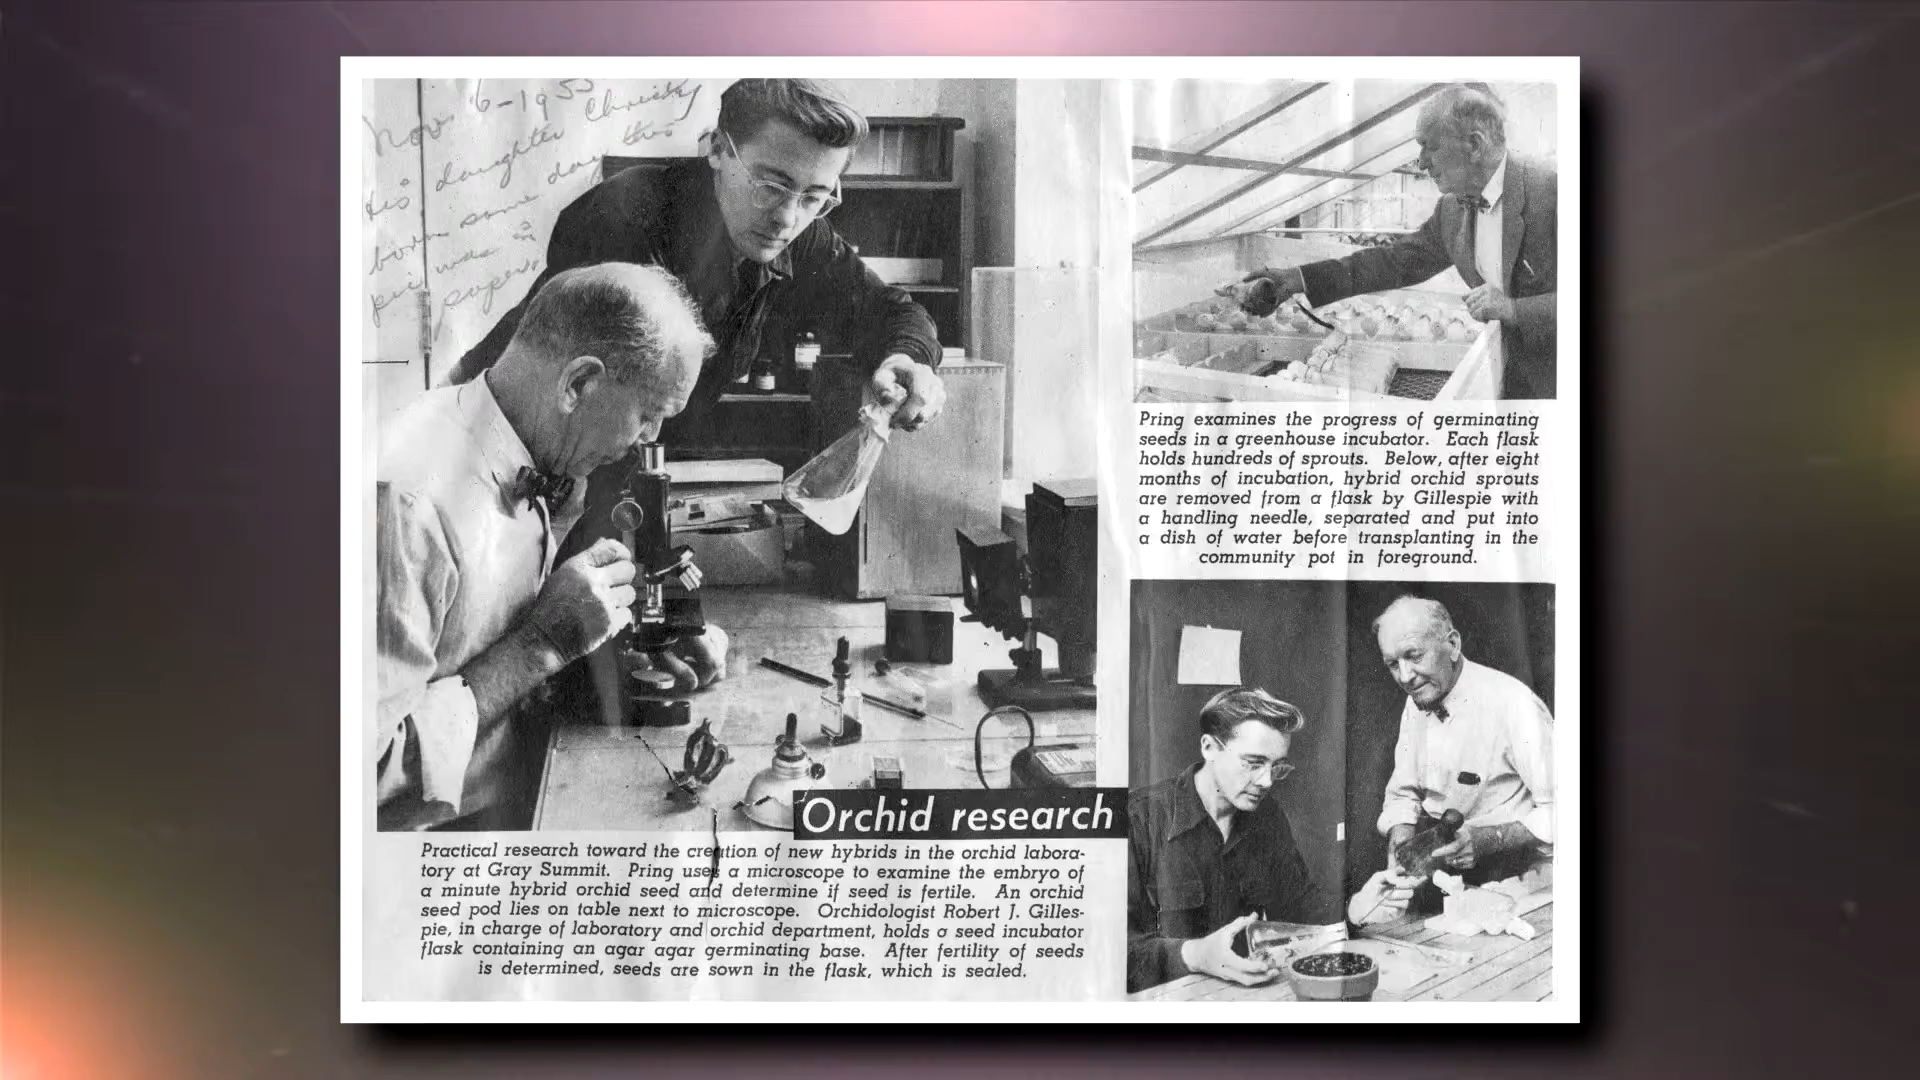 Nov 6-1955
His daughter Christy
born same day this
pic was in
paper.
Orchid research
Practical research toward the creation of new hybrids in the orchid labora-
tory at Gray Summit. Pring uses a microscope to examine the embryo of
a minute hybrid orchid seed and determine if seed is fertile. An orchid
seed pod lies on table next to microscope. Orchidologist Robert J. Gilles-
pie, in charge of laboratory and orchid department, holds a seed incubator
flask containing an agar agar germinating base. After fertility of seeds
is determined, seeds are sown in the flask, which is sealed.
Pring examines the progress of germinating
seeds in a greenhouse incubator. Each flask
holds hundreds of sprouts. Below, after eight
months of incubation, hybrid orchid sprouts
are removed from a flask by Gillespie with
a handling needle, separated and put into
a dish of water before transplanting in the
community pot in foreground.